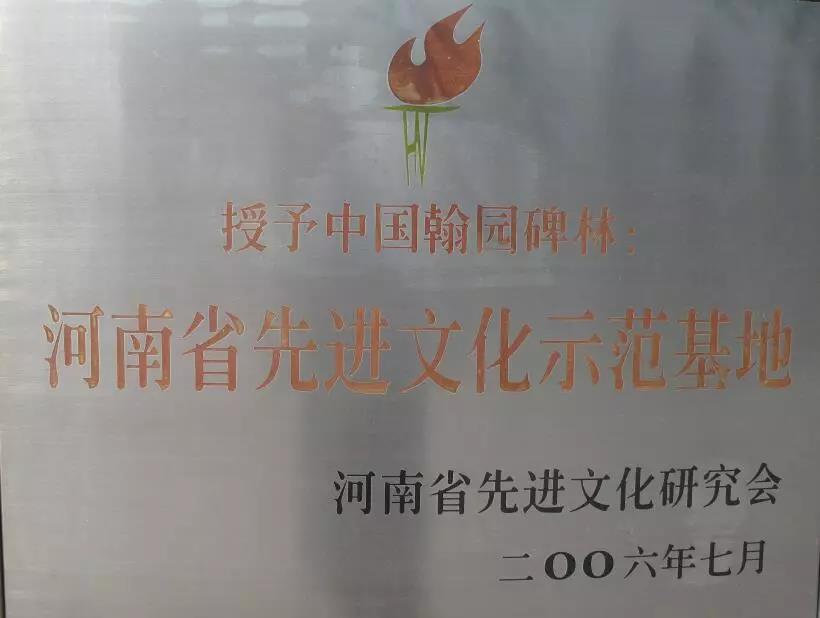 授予中国翰园碑林:
河南省先进文化示范基地
河南省先进文化研究会
二OO六年七月